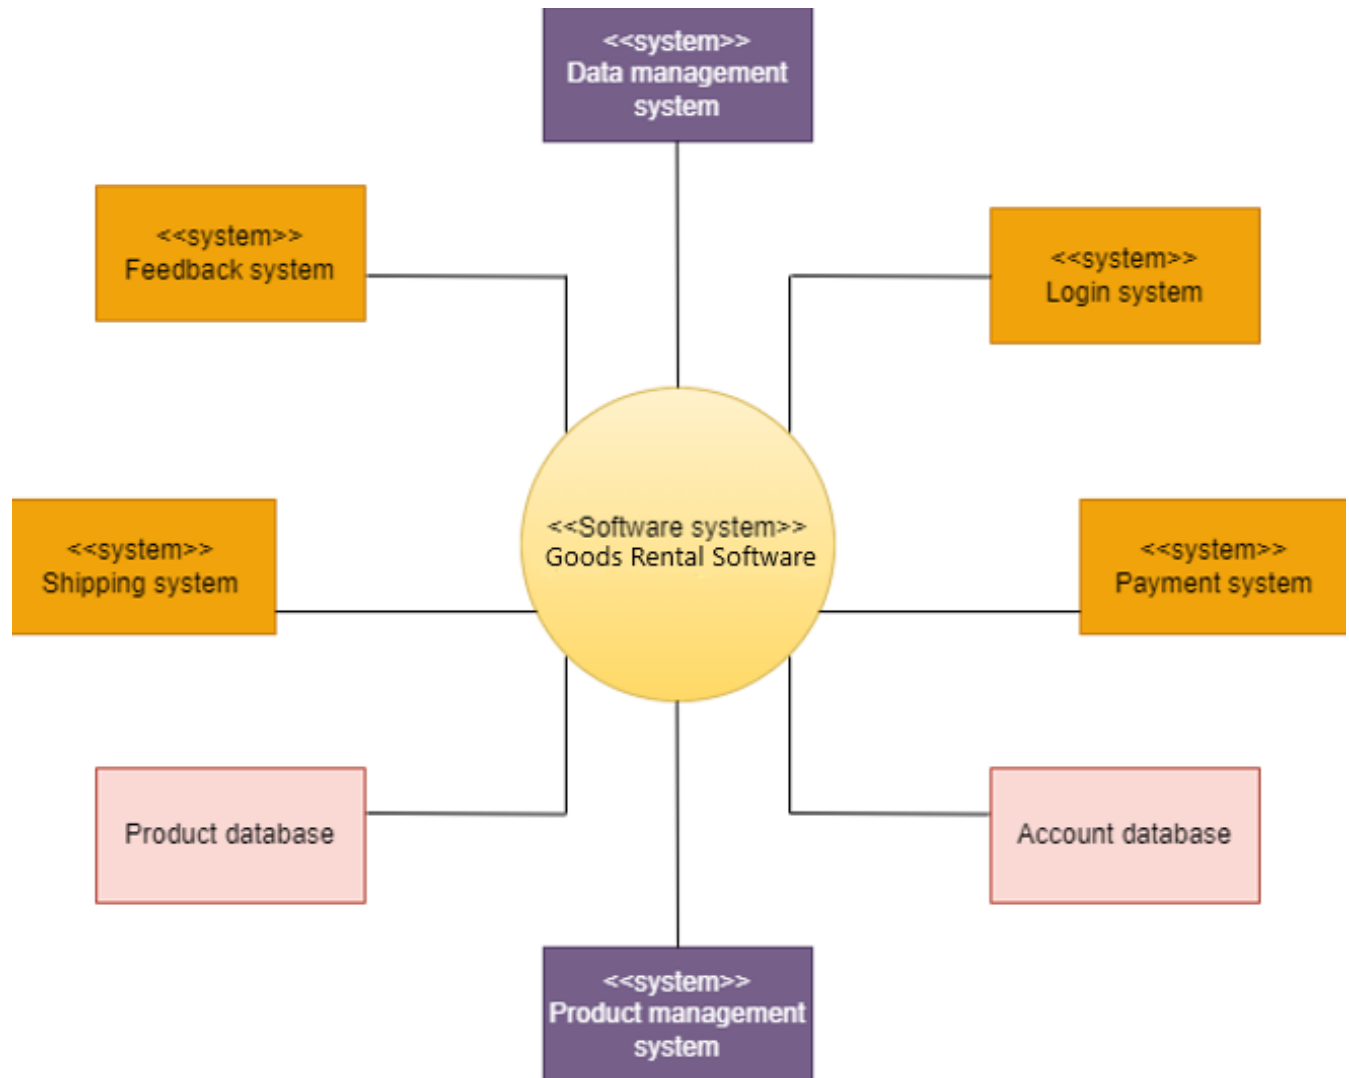 <<system>>
Data management
system
<<system>>
Feedback system
<<system>>
Login system
<<Software system>>
Goods Rental Software
<<system>>
Shipping system
<<system>>
Payment system
Product database
Account database
<<system>>
Product management
system